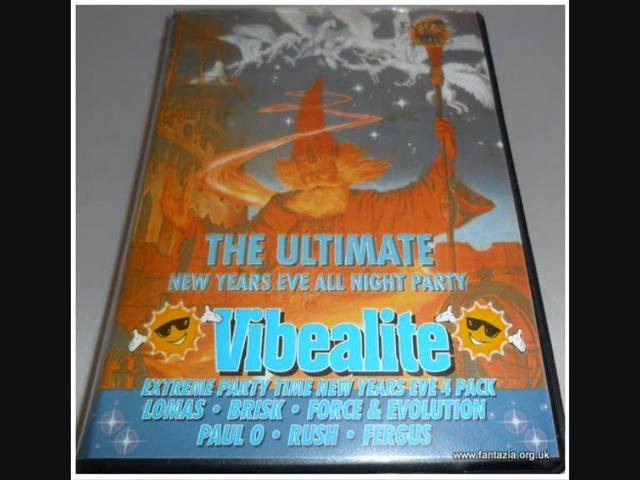 THE ULTIMATE
NEW YEARS EVE ALL NIGHT PARTY
Vibealite
EXTREME PARTY TIME NEW YEARS EVE 4 PACK
LOMAS • BRISK • FORCE & EVOLUTION
PAUL O • RUSH • FERGUS
www.fantazia.org.uk